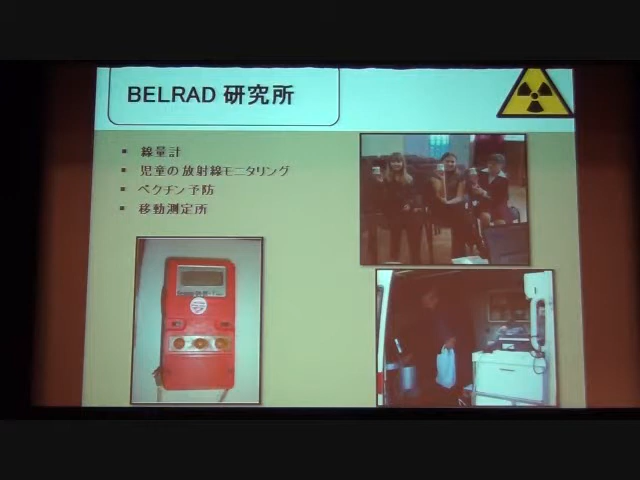 BELRAD 研究所
▪ 線量計
▪ 児童の放射線モニタリング
▪ ペクチン予防
▪ 移動測定所